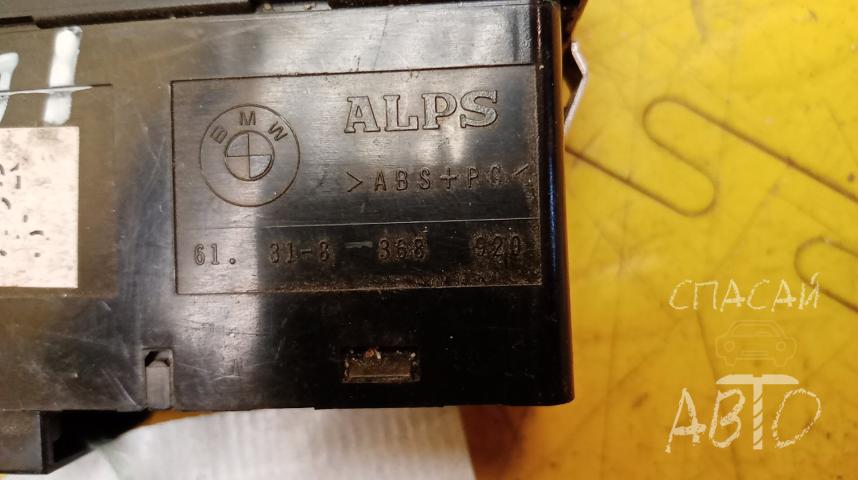 BMW
ALPS
>ABS+PC<
61. 31-8 368 920
СПАСАЙ
АВТО